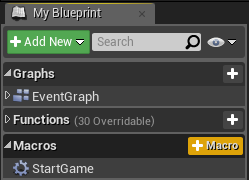 My Blueprint
Add New Search
Graphs
EventGraph
Functions (30 Overridable)
Macros + Macro
StartGame